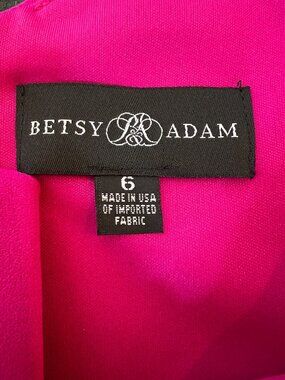 BETSY ADAM
6
MADE IN USA
OF IMPORTED
FABRIC